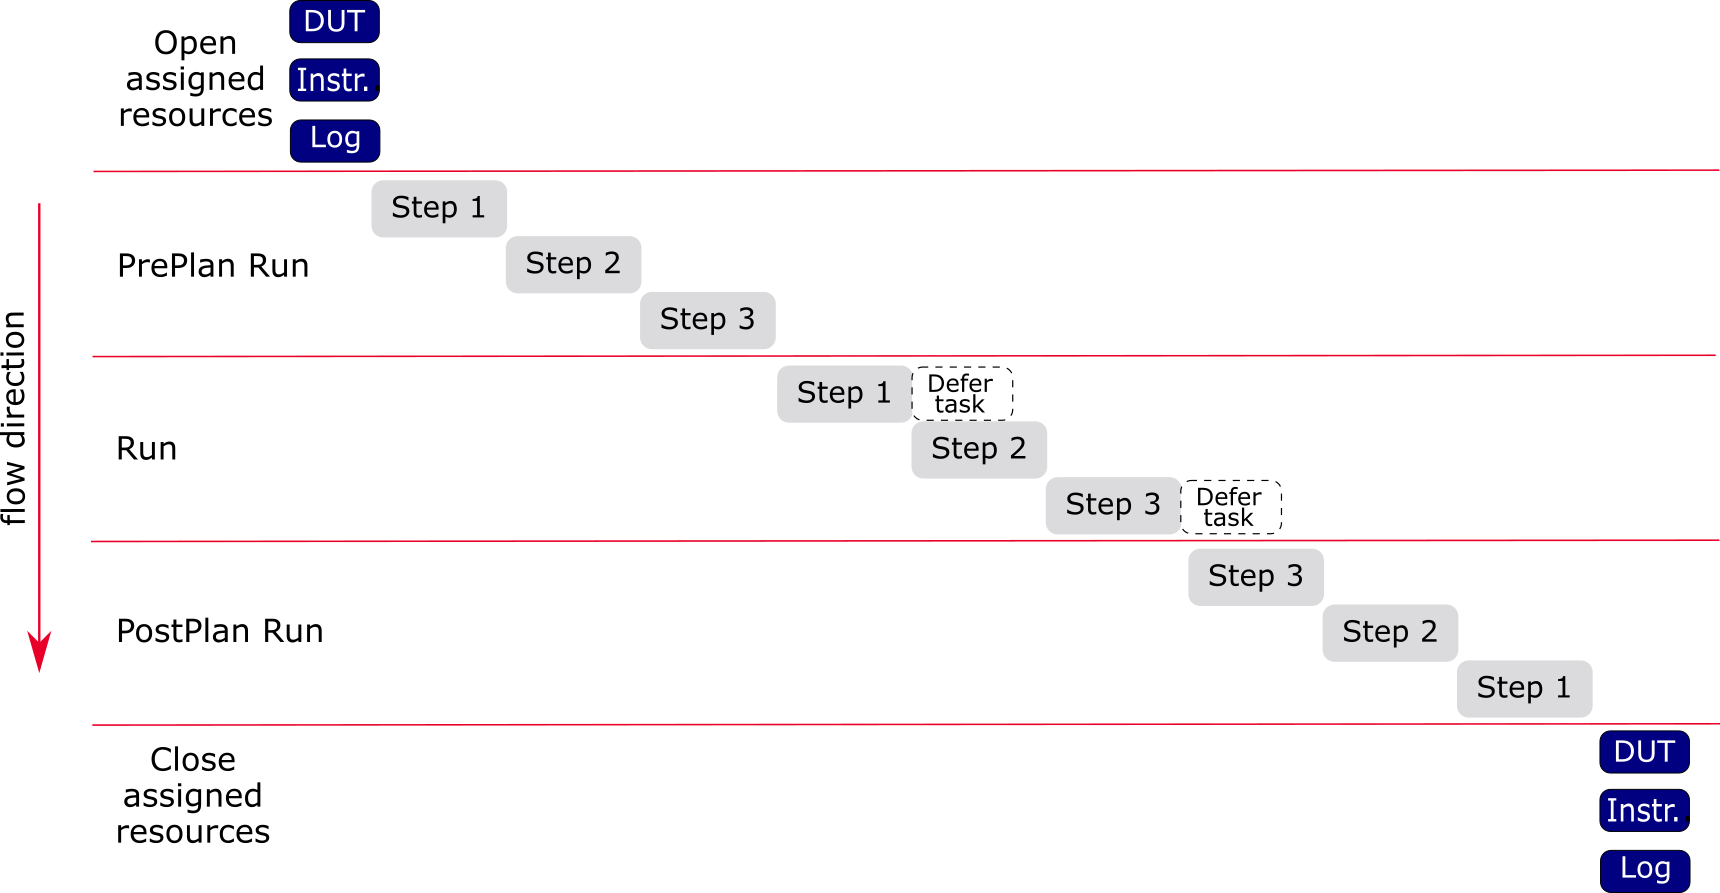 Open
assigned
resources
DUT
Instr.
Log
flow direction
PrePlan Run
Step 1
Step 2
Step 3
Run
Step 1
Defer
task
Step 2
Step 3
Defer
task
PostPlan Run
Step 3
Step 2
Step 1
Close
assigned
resources
DUT
Instr.
Log